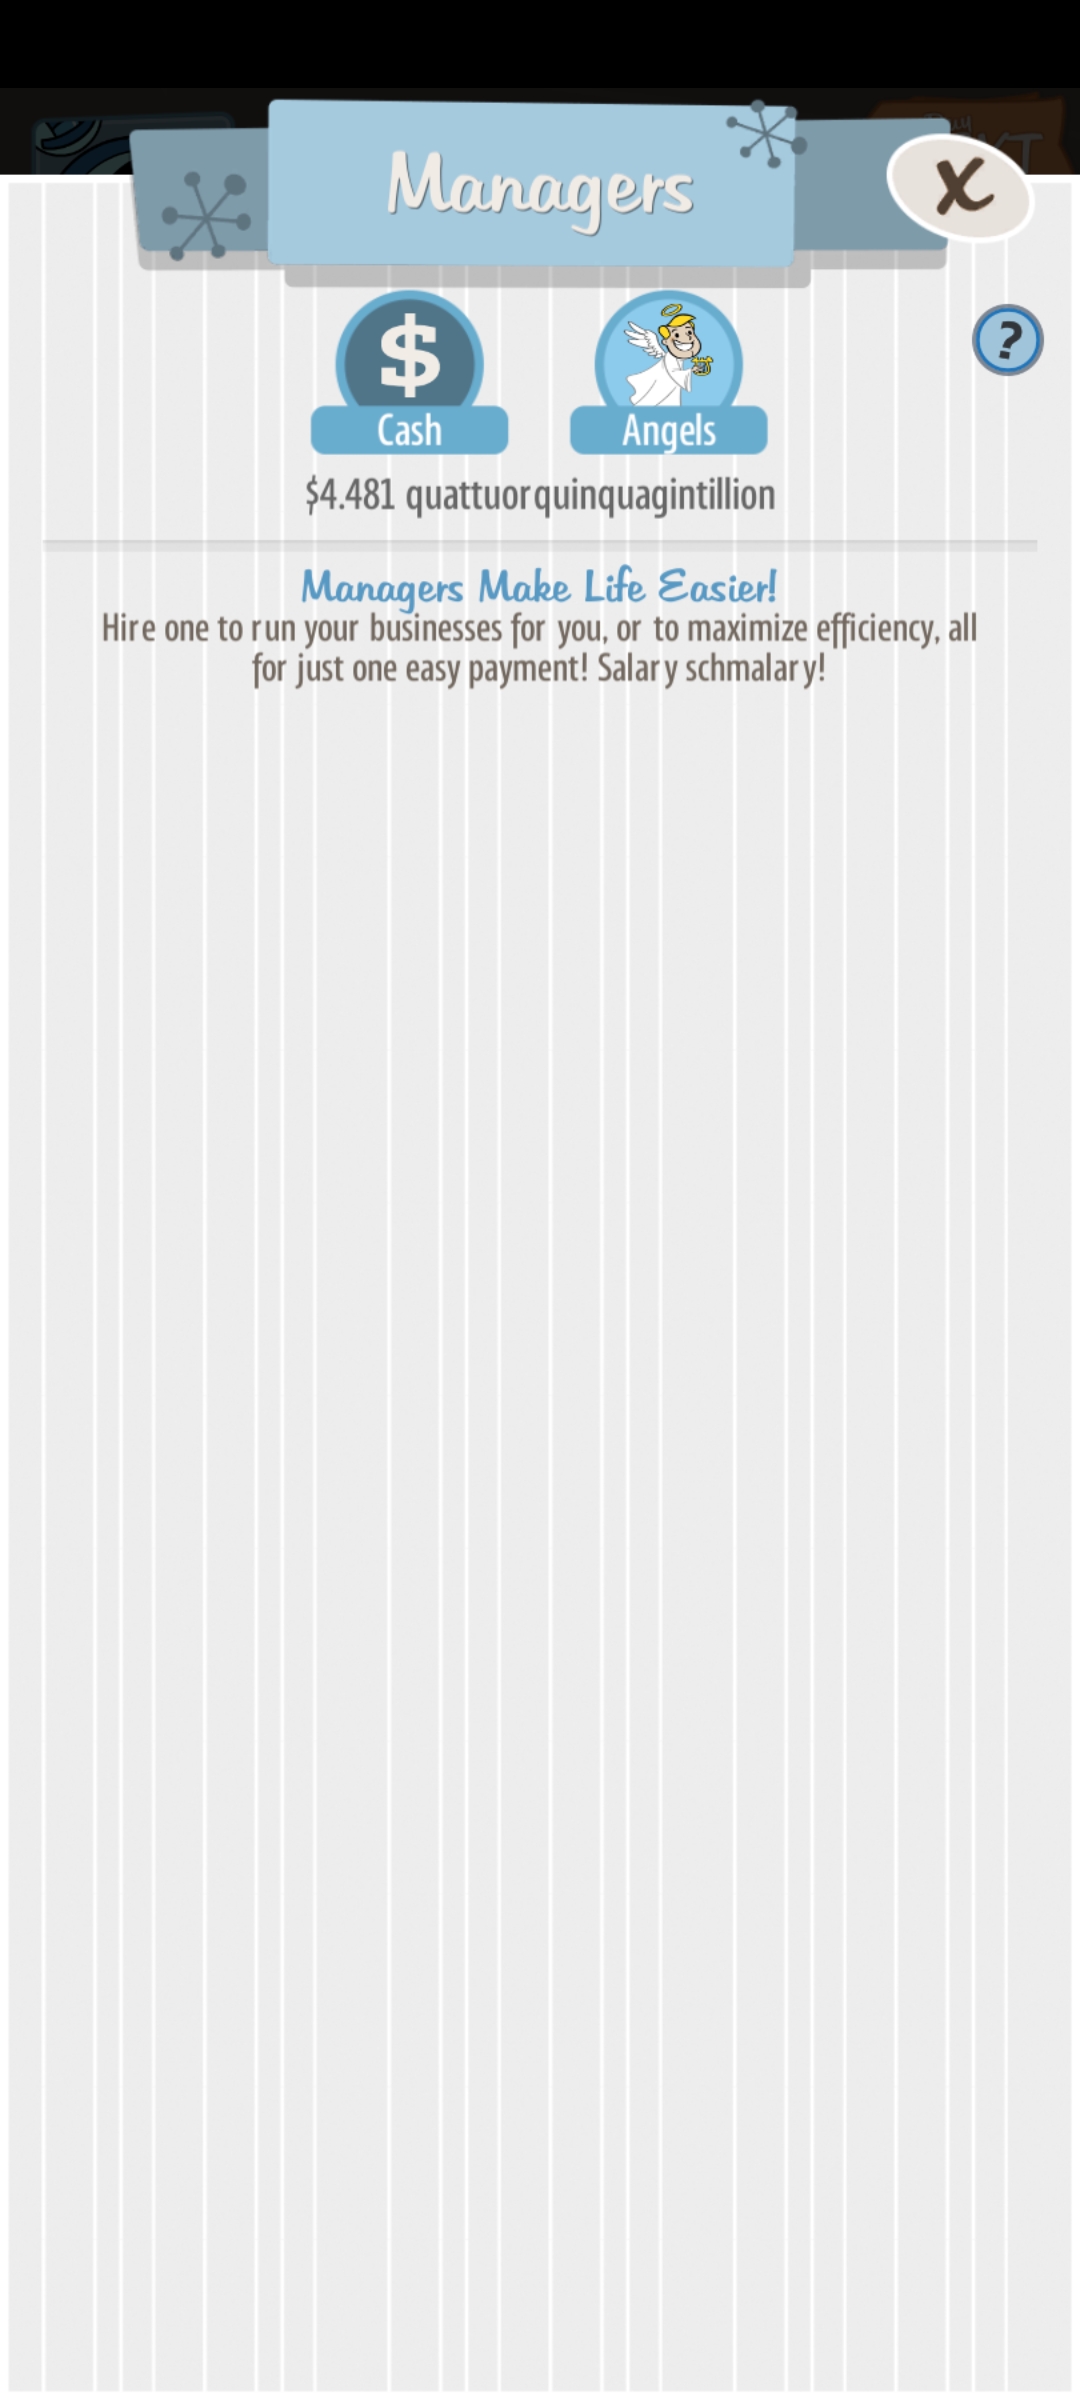 Managers
X
$
?
Cash
Angels
$4.481 quattuorquinquagintillion
Managers Make Life Easier!
Hire one to run your businesses for you, or to maximize efficiency, all
for just one easy payment! Salary schmalary!